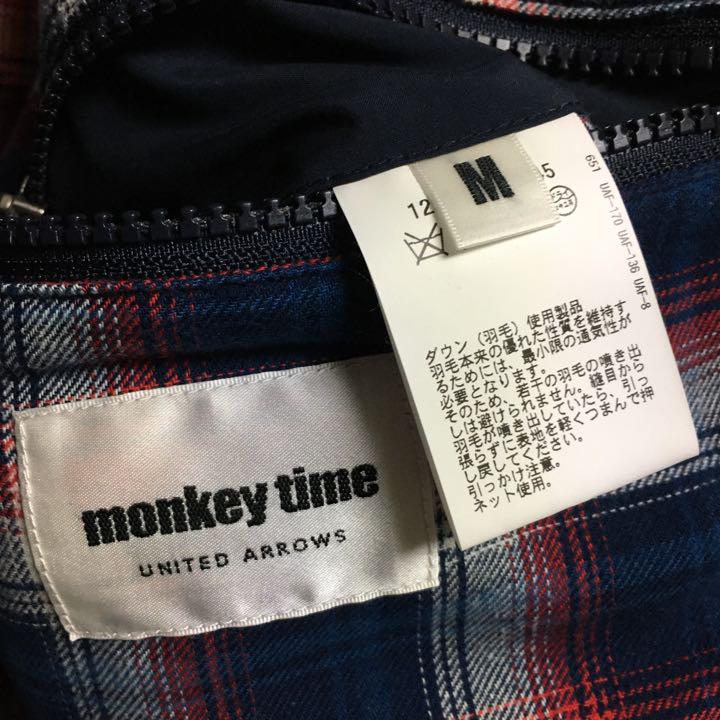 M
12
5
651 UAF-170 UAF-136 UAF-8
ダウン（羽毛）使用製品
羽毛本来の優れた性質を維持す
るためには、最小限の通気性が
必要となります。
そのため、若干の羽毛の噴き出
しは避けられません。縫目から
羽毛が噴き出していたら、引っ
張らずに表地を軽くつまんで押
し戻してください。
引っかけ注意。
ネット使用。
monkey time
UNITED ARROWS